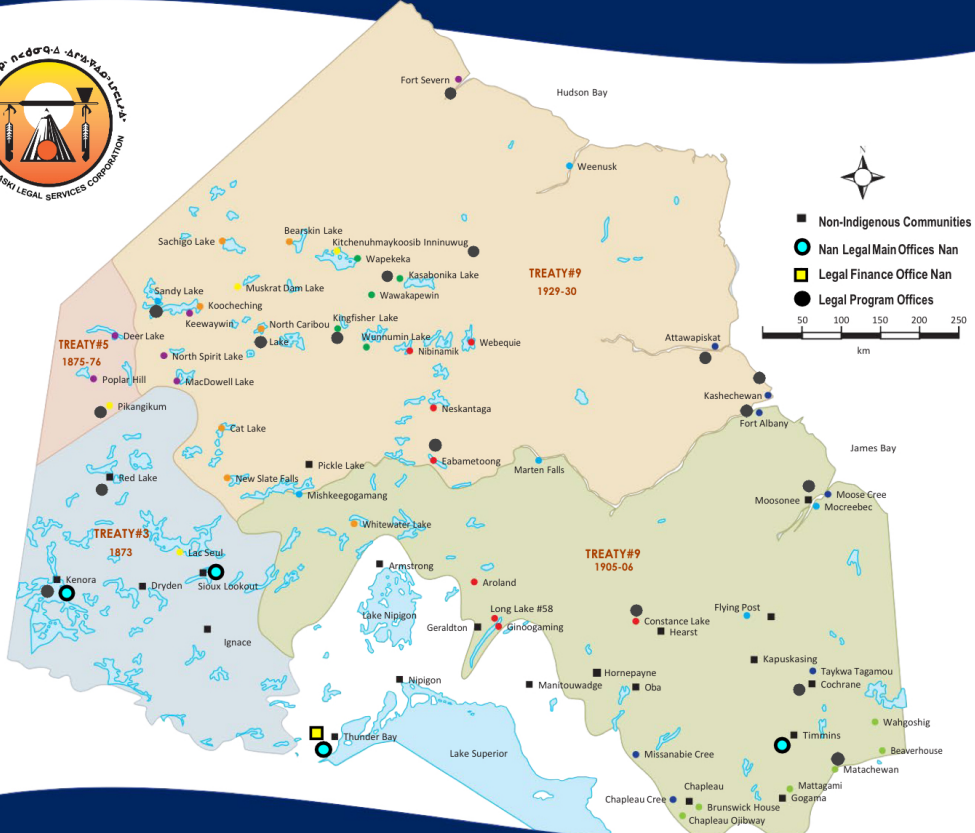 ASKI LEGAL SERVICES CORPORATION
Fort Severn
Hudson Bay
Weenusk
N
Non-Indigenous Communities
Nan Legal Main Offices Nan
Legal Finance Office Nan
Legal Program Offices
50 100 150 200 250
km
Sachigo Lake
Bearskin Lake
Kitchenuhmaykoosib Inninuwug
Wapekeka
Kasabonika Lake
Wawakapewin
TREATY#9
1929-30
Muskrat Dam Lake
Sandy Lake
Koocheching
Keewaywin
North Caribou
Lake
Kingfisher Lake
Wunnumin Lake
Nibinamik
Webequie
Attawapiskat
TREATY#5
1875-76
Deer Lake
North Spirit Lake
Poplar Hill
MacDowell Lake
Pikangikum
Kashechewan
Fort Albany
Neskantaga
Cat Lake
Eabametoong
Marten Falls
James Bay
Pickle Lake
New Slate Falls
Mishkeegogamang
Red Lake
Moosonee
Moose Cree
Mocreebec
Whitewater Lake
TREATY#3
1873
Lac Seul
TREATY#9
1905-06
Kenora
Dryden
Sioux Lookout
Armstrong
Aroland
Lake Nipigon
Long Lake #58
Geraldton
Ginoogaming
Constance Lake
Hearst
Flying Post
Ignace
Kapuskasing
Taykwa Tagamou
Cochrane
Hornepayne
Oba
Nipigon
Manitouwadge
Wahgoshig
Thunder Bay
Timmins
Beaverhouse
Lake Superior
Missanabie Cree
Matachewan
Mattagami
Gogama
Chapleau
Chapleau Cree
Brunswick House
Chapleau Ojibway